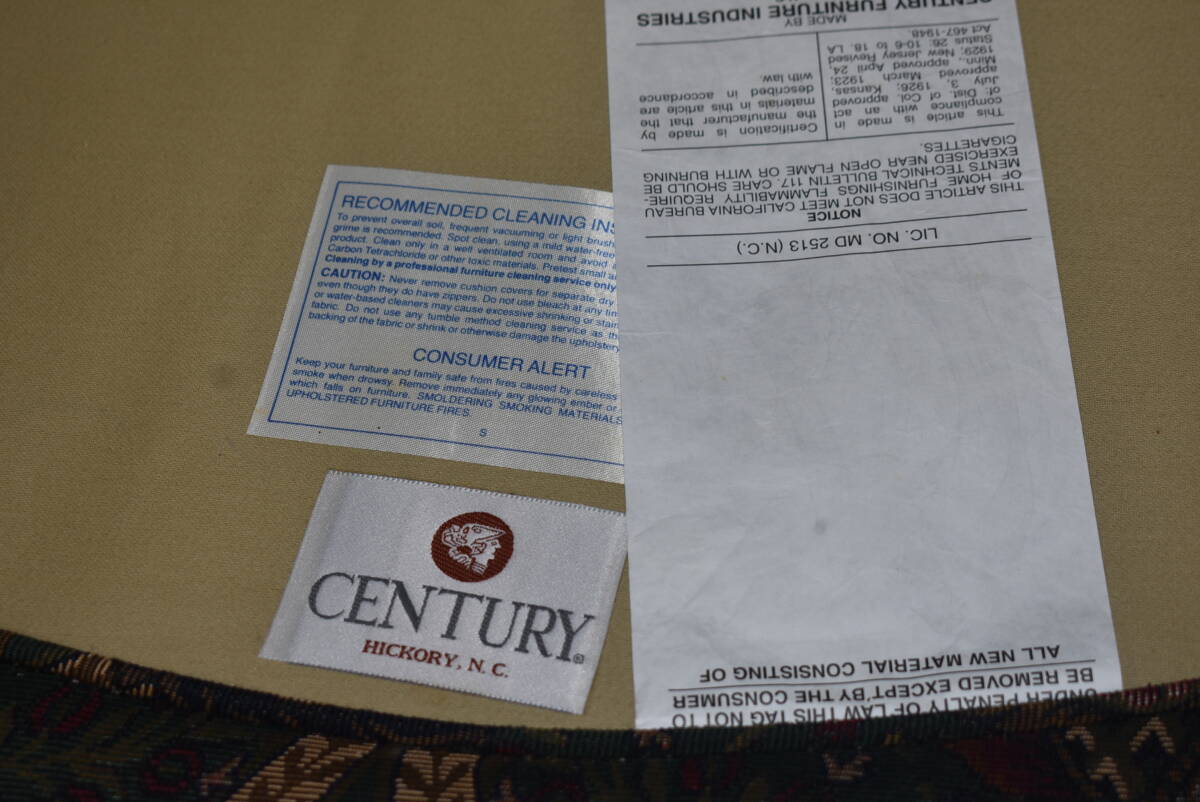 RECOMMENDED CLEANING INS
To prevent overall soil, frequent vacuuming or light brush
grime is recommended. Spot clean, using a mild water-free
product. Clean only in a well ventilated room and avoid
Carbon Tetrachloride or other toxic materials. Pretest small
Cleaning by a professional furniture cleaning service only
CAUTION: Never remove cushion covers for separate dry
even though they do have zippers. Do not use bleach at any
or water-based cleaners may cause excessive shrinking or
fabric. Do not use any tumble method cleaning service as
backing of the fabric or shrink or otherwise damage the upholstery
CONSUMER ALERT
Keep your furniture and family safe from fires caused by careless
smoke when drowsy. Remove immediately any glowing ember or
which falls on furniture. SMOLDERING SMOKING MATERIALS
UPHOLSTERED FURNITURE FIRES.
S
CENTURY®
HICKORY, N. C.
UNDER PENALTY OF LAW THIS TAG NOT TO
BE REMOVED EXCEPT BY THE CONSUMER
ALL NEW MATERIAL CONSISTING OF
LIC. NO. MD 2513 (N.C.)
NOTICE
THIS ARTICLE DOES NOT MEET CALIFORNIA BUREAU
OF HOME FURNISHINGS FLAMMABILITY REQUIRE-
MENTS TECHNICAL BULLETIN 117. CARE SHOULD BE
EXERCISED NEAR OPEN FLAME OR WITH BURNING
CIGARETTES.
This article is made in
compliance with an act
of: Dist. of Col. approved
July 3, 1926; Kansas,
approved March 1923;
Minn., approved April 24,
1929; New Jersey Revised
Status 26: 10-6 to 18. LA
Act 467-1948.
Certification is made by
the manufacturer that the
materials in this article are
described in accordance
with law.
MADE BY
CENTURY FURNITURE INDUSTRIES